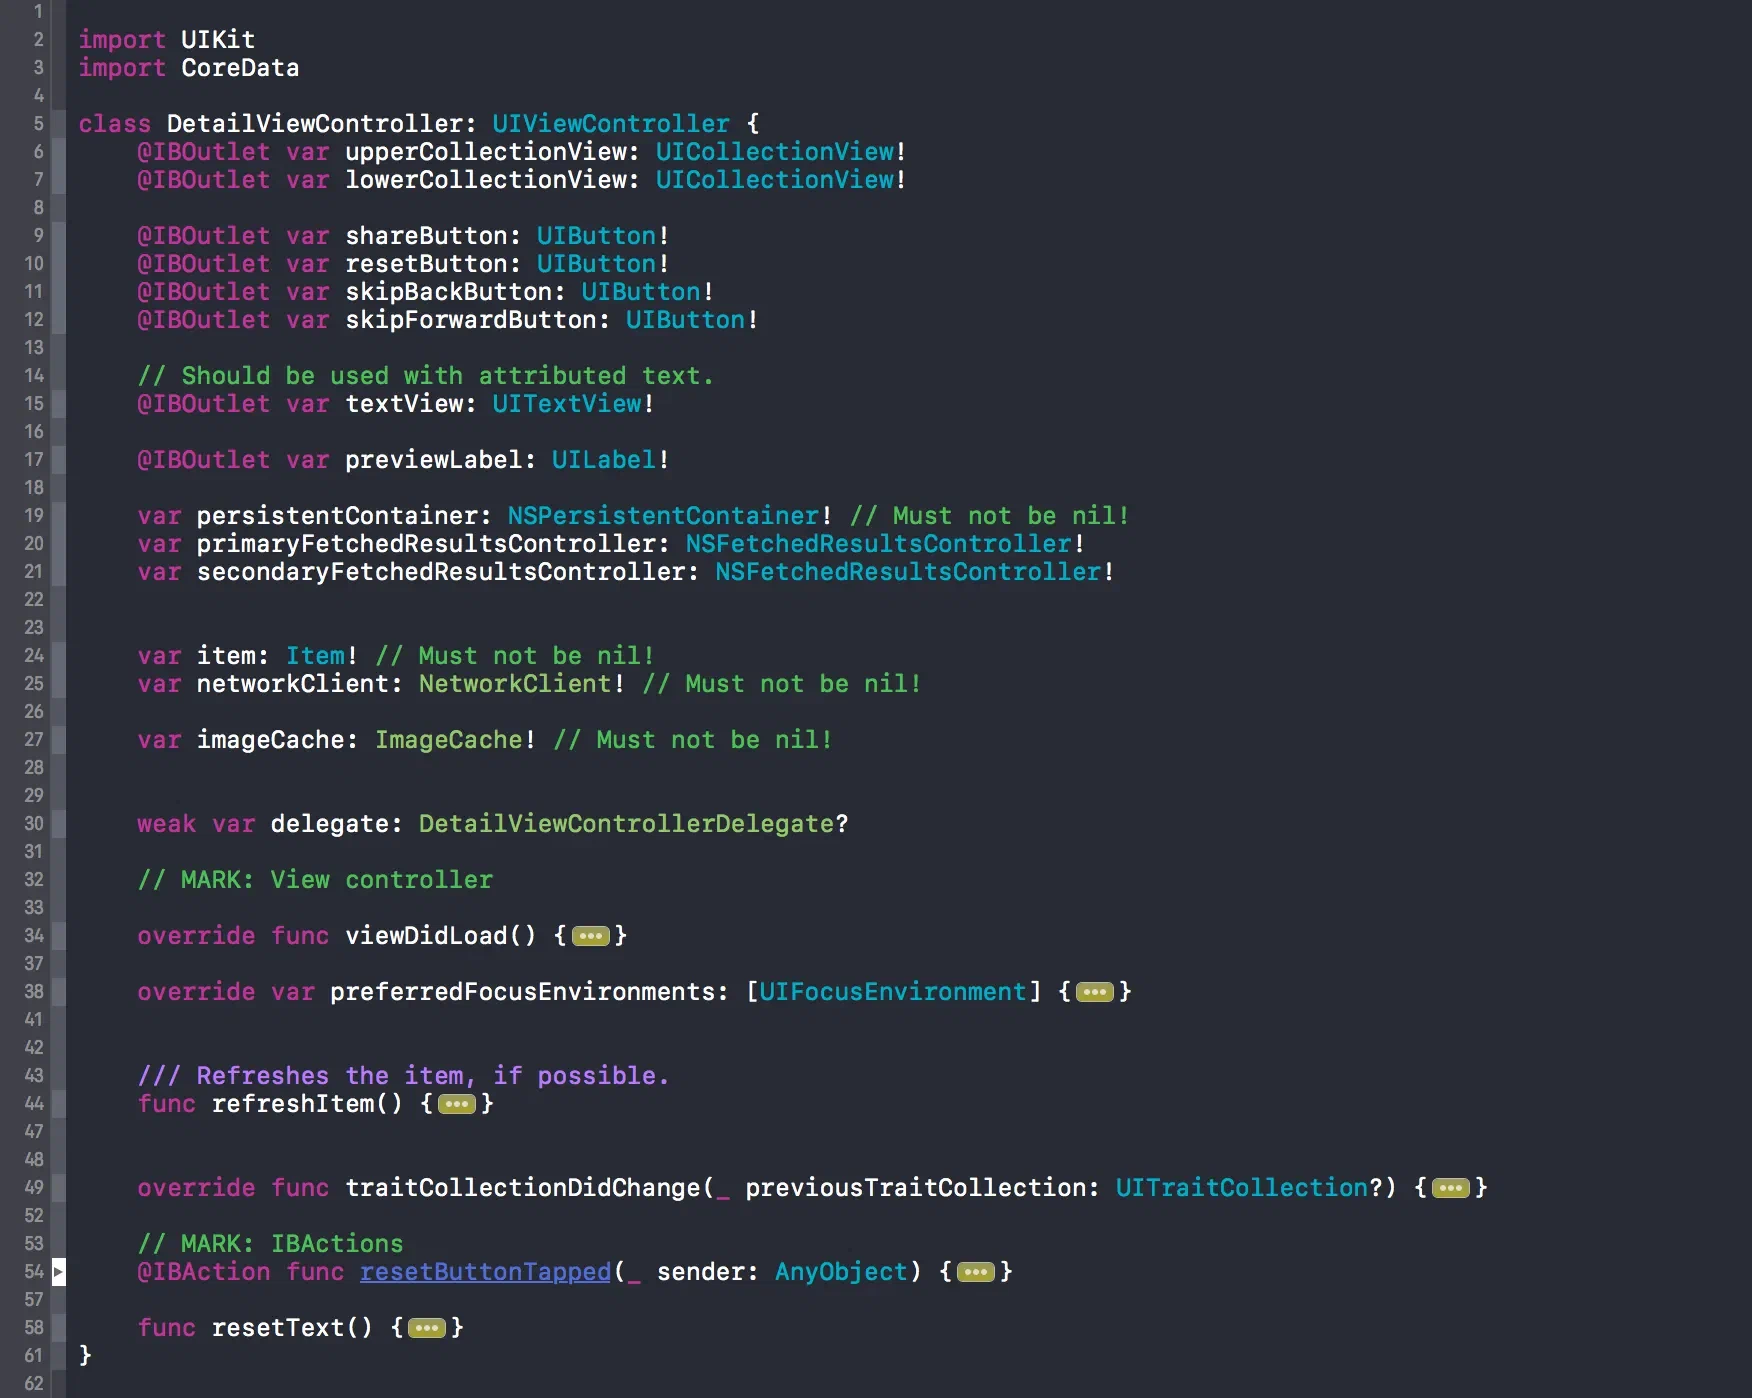 1
2 import UIKit
3 import CoreData
4
5 class DetailViewController: UIViewController {
6 @IBOutlet var upperCollectionView: UICollectionView!
7 @IBOutlet var lowerCollectionView: UICollectionView!
8
9 @IBOutlet var shareButton: UIButton!
10 @IBOutlet var resetButton: UIButton!
11 @IBOutlet var skipBackButton: UIButton!
12 @IBOutlet var skipForwardButton: UIButton!
13
14 // Should be used with attributed text.
15 @IBOutlet var textView: UITextView!
16
17 @IBOutlet var previewLabel: UILabel!
18
19 var persistentContainer: NSPersistentContainer! // Must not be nil!
20 var primaryFetchedResultsController: NSFetchedResultsController!
21 var secondaryFetchedResultsController: NSFetchedResultsController!
22
23
24 var item: Item! // Must not be nil!
25 var networkClient: NetworkClient! // Must not be nil!
26
27 var imageCache: ImageCache! // Must not be nil!
28
29
30 weak var delegate: DetailViewControllerDelegate?
31
32 // MARK: View controller
33
34 override func viewDidLoad() {•••}
37
38 override var preferredFocusEnvironments: [UIFocusEnvironment] {•••}
41
42
43 /// Refreshes the item, if possible.
44 func refreshItem() {•••}
47
48
49 override func traitCollectionDidChange(_ previousTraitCollection: UITraitCollection?) {•••}
52
53 // MARK: IBActions
54 @IBAction func resetButtonTapped(_ sender: AnyObject) {•••}
57
58 func resetText() {•••}
61 }
62